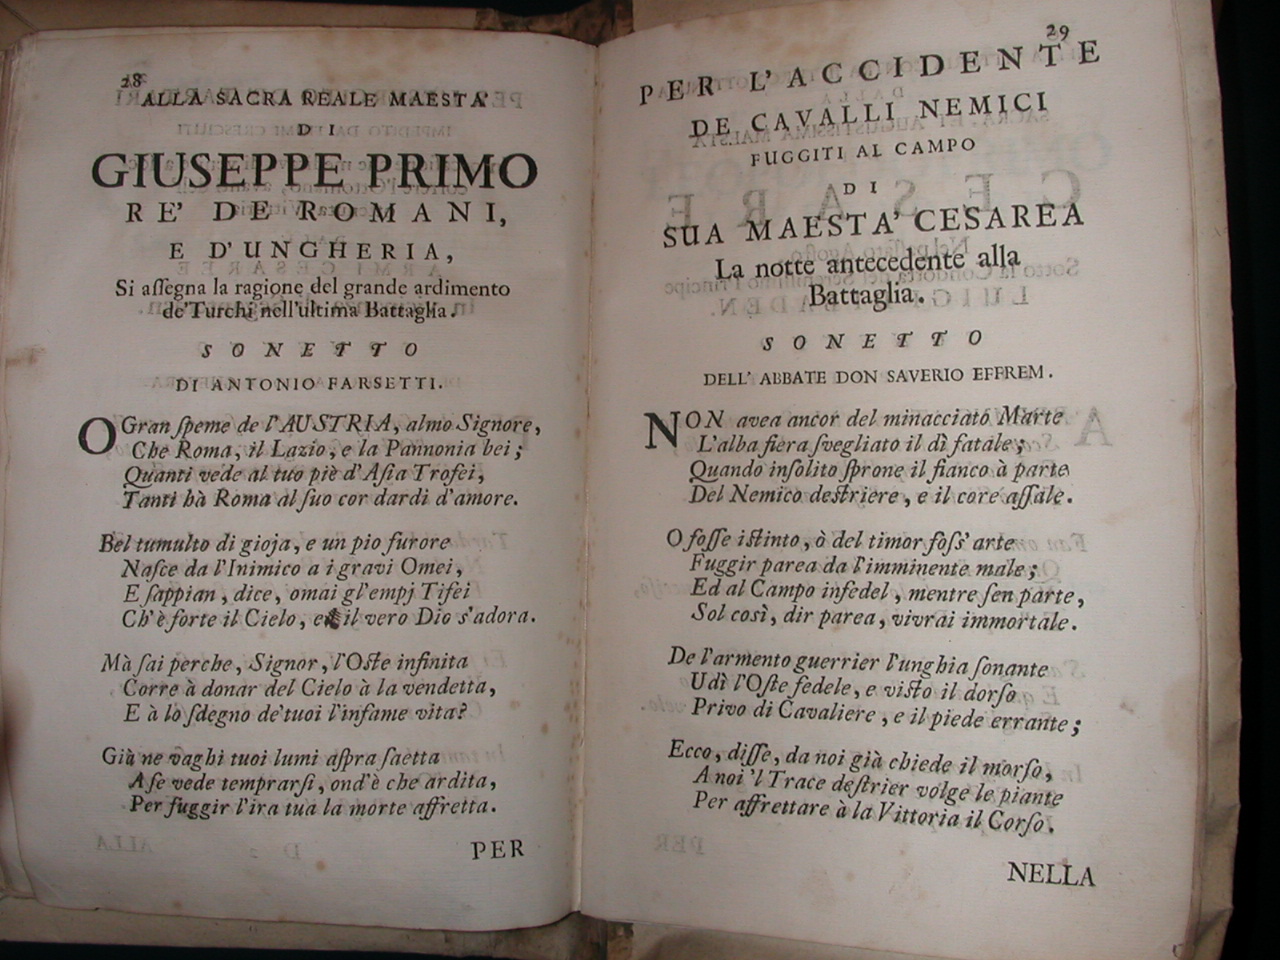 28
ALLA SACRA REALE MAESTA'
DI
GIUSEPPE PRIMO
RE' DE ROMANI,
E D'UNGHERIA,
Si aſſegna la ragione del grande ardimento
de'Turchi nell'ultima Battaglia.
SONETTO
DI ANTONIO FARSETTI.
O Gran ſpeme de l'AUSTRIA, almo Signore,
Che Roma, il Lazio, e la Pannonia bei;
Quanti vede al tuo piè d'Aſia Trofei,
Tanti hà Roma al ſuo cor dardi d'amore.
Bel tumulto di gioja, e un pio furore
Naſce da l'Inimico a i gravi Omei,
E ſappian, dice, omai gl'empj Tifei
Ch'è forte il Cielo, e il vero Dio s'adora.
Mà ſai perche, Signor, l'Oſte infinita
Corre à donar del Cielo à la vendetta,
E à lo ſdegno de'tuoi l'infame vita?
Già ne vaghi tuoi lumi aſpra ſaetta
A ſe vede temprarſi, ond'è che ardita,
Per fuggir l'ira tua la morte affretta.
PER
29
PER L'ACCIDENTE
DE CAVALLI NEMICI
FUGGITI AL CAMPO
DI
SUA MAESTA' CESAREA
La notte antecedente alla
Battaglia.
SONETTO
DELL' ABBATE DON SAVERIO EFFREM.
NON avea ancor del minacciato Marte
L'alba fiera ſvegliato il dì fatale;
Quando inſolito ſprone il fianco à parte
Del Nemico deſtriere, e il core aſſale.
O foſſe iſtinto, ò del timor foſs'arte
Fuggir parea da l'imminente male;
Ed al Campo infedel, mentre ſen parte,
Sol così, dir parea, vivrai immortale.
De l'armento guerrier l'unghia ſonante
Udì l'Oſte fedele, e viſto il dorſo
Privo di Cavaliere, e il piede errante;
Ecco, diſſe, da noi già chiede il morſo,
A noi 'l Trace deſtrier volge le piante
Per affrettare à la Vittoria il Corſo.
NELLA